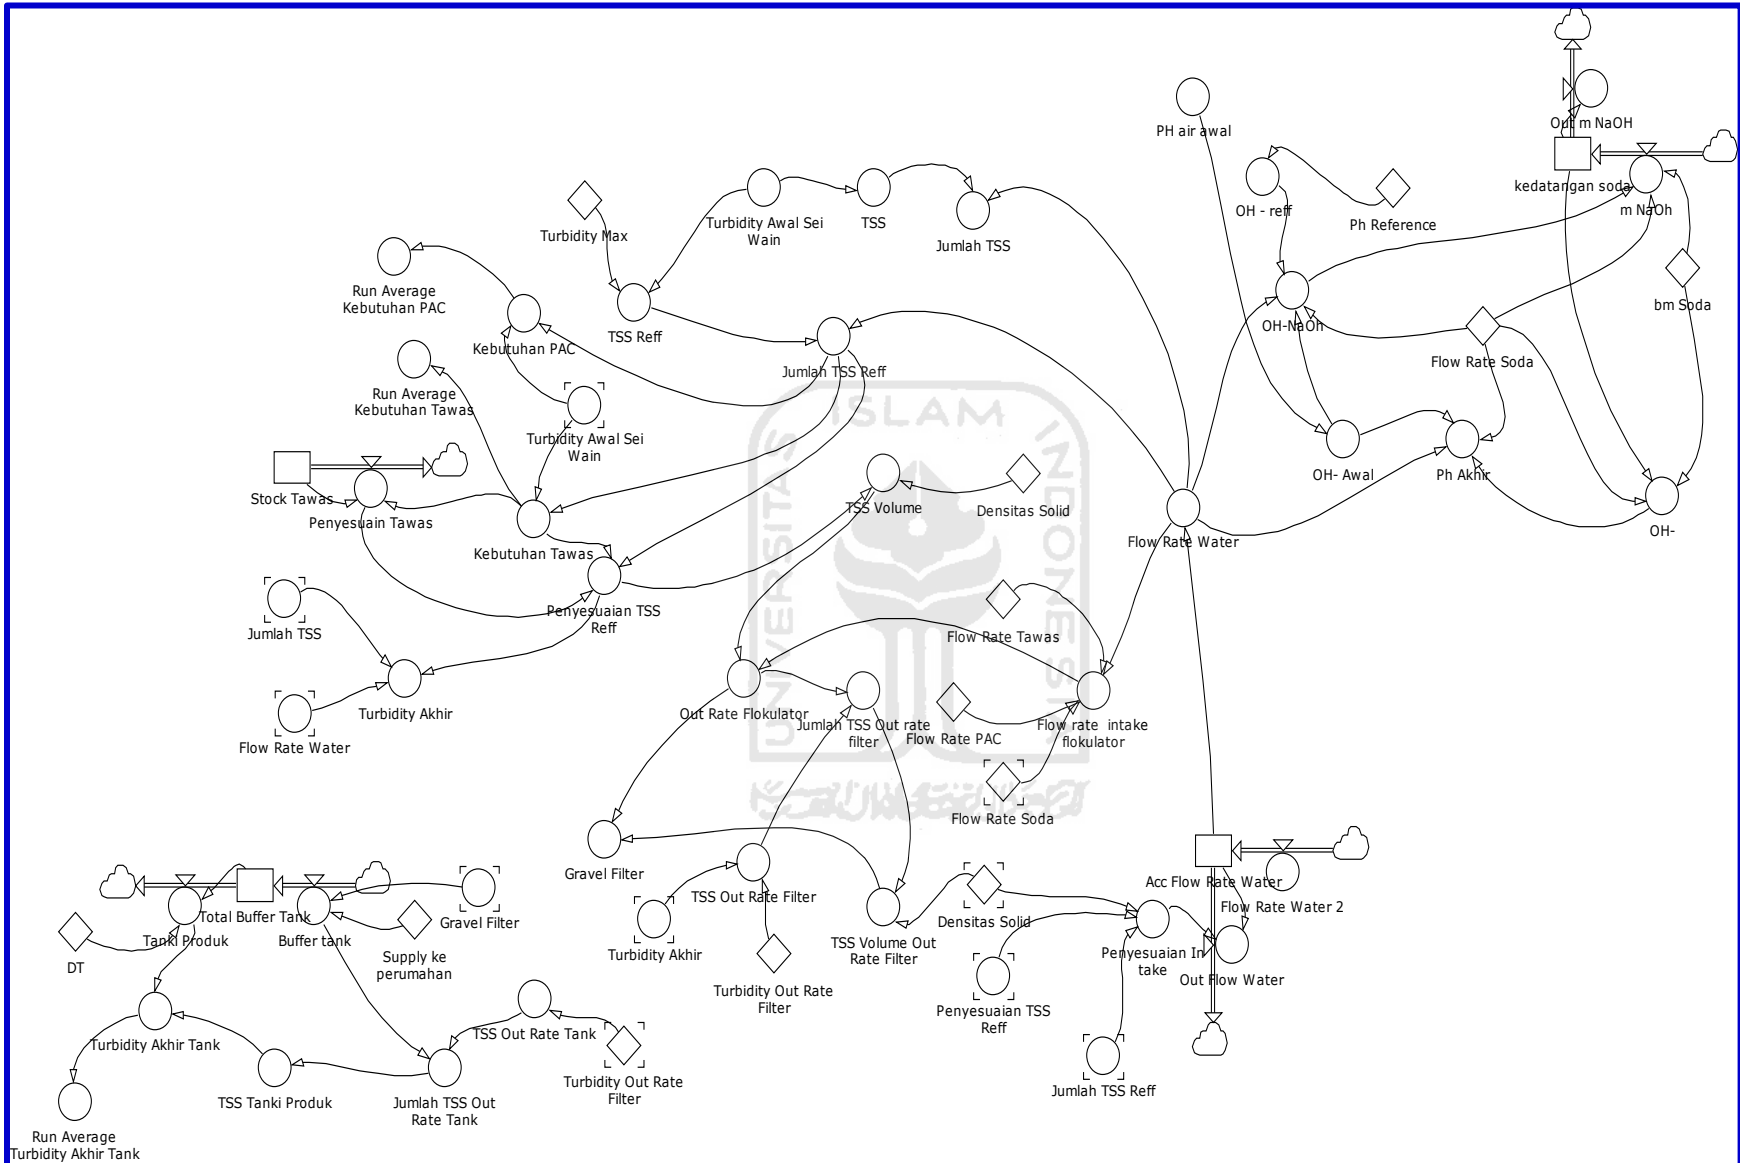 Out m NaOH
PH air awal
kedatangan soda
m NaOh
OH - reff
Ph Reference
Turbidity Max
Turbidity Awal Sei
Wain
TSS
Jumlah TSS
Run Average
Kebutuhan PAC
Kebutuhan PAC
TSS Reff
Jumlah TSS Reff
OH-NaOh
bm Soda
Flow Rate Soda
Run Average
Kebutuhan Tawas
Turbidity Awal Sei
Wain
ISLAM
UNIVERSITAS
INDONESIA
OH- Awal
Ph Akhir
Stock Tawas
Penyesuain Tawas
Kebutuhan Tawas
TSS Volume
Densitas Solid
Flow Rate Water
OH-
Penyesuaian TSS
Reff
Jumlah TSS
Flow Rate Tawas
Turbidity Akhir
Flow Rate Water
Out Rate Flokulator
Jumlah TSS Out rate
filter
Flow Rate PAC
Flow rate intake
flokulator
Flow Rate Soda
Gravel Filter
TSS Out Rate Filter
Acc Flow Rate Water
Flow Rate Water 2
Total Buffer Tank
Tanki Produk
Buffer tank
Gravel Filter
Supply ke
perumahan
DT
Turbidity Akhir
Turbidity Out Rate
Filter
TSS Volume Out
Rate Filter
Densitas Solid
Penyesuaian In
take
Out Flow Water
Penyesuaian TSS
Reff
Jumlah TSS Reff
Turbidity Akhir Tank
TSS Out Rate Tank
Turbidity Out Rate
Filter
TSS Tanki Produk
Jumlah TSS Out
Rate Tank
Run Average
Turbidity Akhir Tank